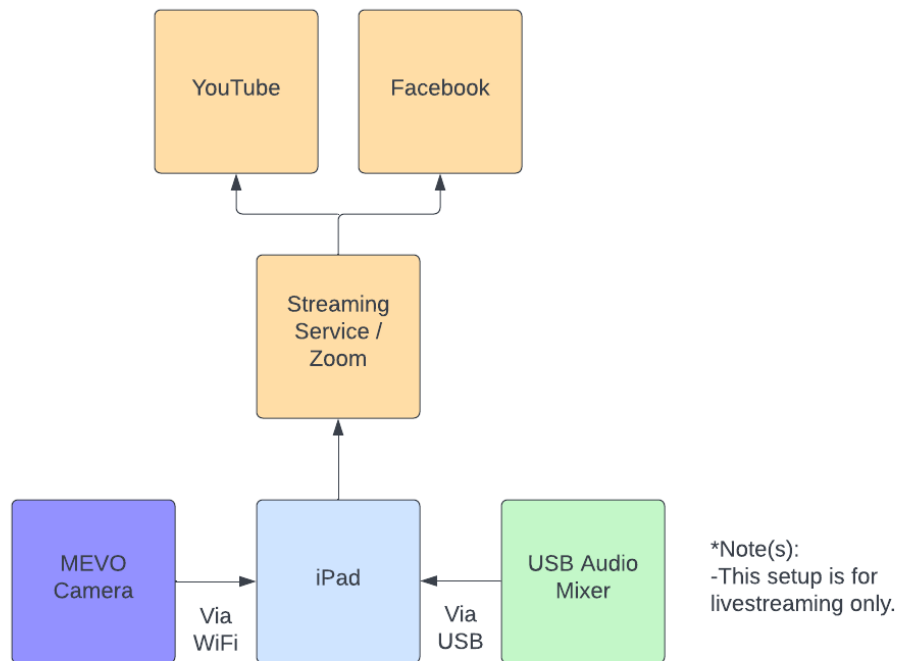 YouTube
Facebook
Streaming
Service /
Zoom
MEVO
Camera
Via
WiFi
iPad
Via
USB
USB Audio
Mixer
*Note(s):
-This setup is for
livestreaming only.